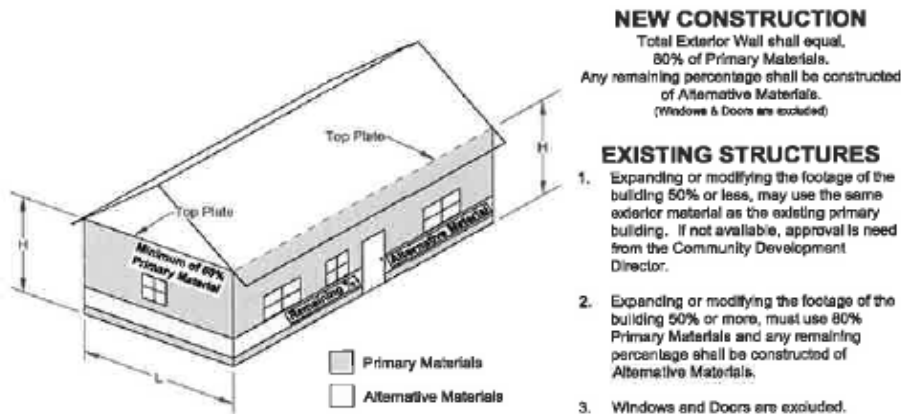 NEW CONSTRUCTION
Total Exterior Wall shall equal,
80% of Primary Materials.
Any remaining percentage shall be constructed
of Alternative Materials.
(Windows & Doors are excluded)
EXISTING STRUCTURES
1. Expanding or modifying the footage of the
building 50% or less, may use the same
exterior material as the existing primary
building. If not available, approval is need
from the Community Development
Director.
2. Expanding or modifying the footage of the
building 50% or more, must use 80%
Primary Materials and any remaining
percentage shall be constructed of
Alternative Materials.
3. Windows and Doors are excluded.
Top Plate
H
Top Plate
H
Minimum of
Primary Material
Remaining %
Alternative Material
L
Primary Materials
Alternative Materials